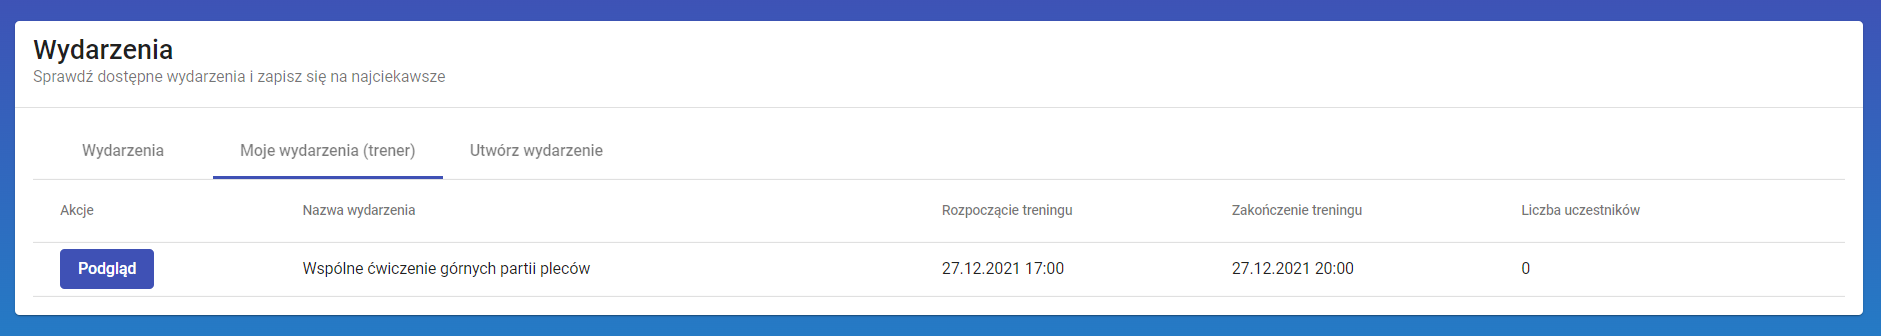 Wydarzenia
Sprawdź dostępne wydarzenia i zapisz się na najciekawsze
Wydarzenia Moje wydarzenia (trener) Utwórz wydarzenie
Akcje Nazwa wydarzenia Rozpoczącie treningu Zakończenie treningu Liczba uczestników
Podgląd Wspólne ćwiczenie górnych partii pleców 27.12.2021 17:00 27.12.2021 20:00 0